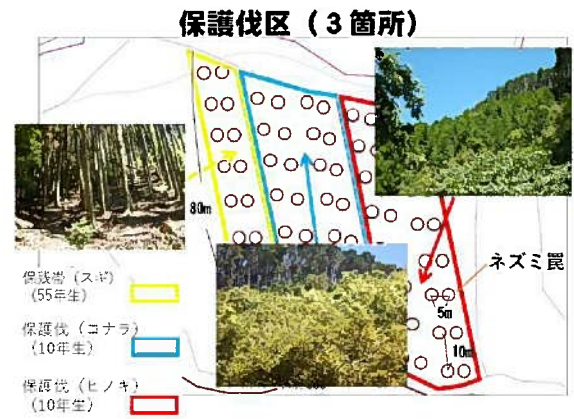 保護伐区（３箇所）
80m
ネズミ罠
5m
10m
保残帯（スギ）
（55年生）
保護伐（コナラ）
（10年生）
保護伐（ヒノキ）
（10年生）